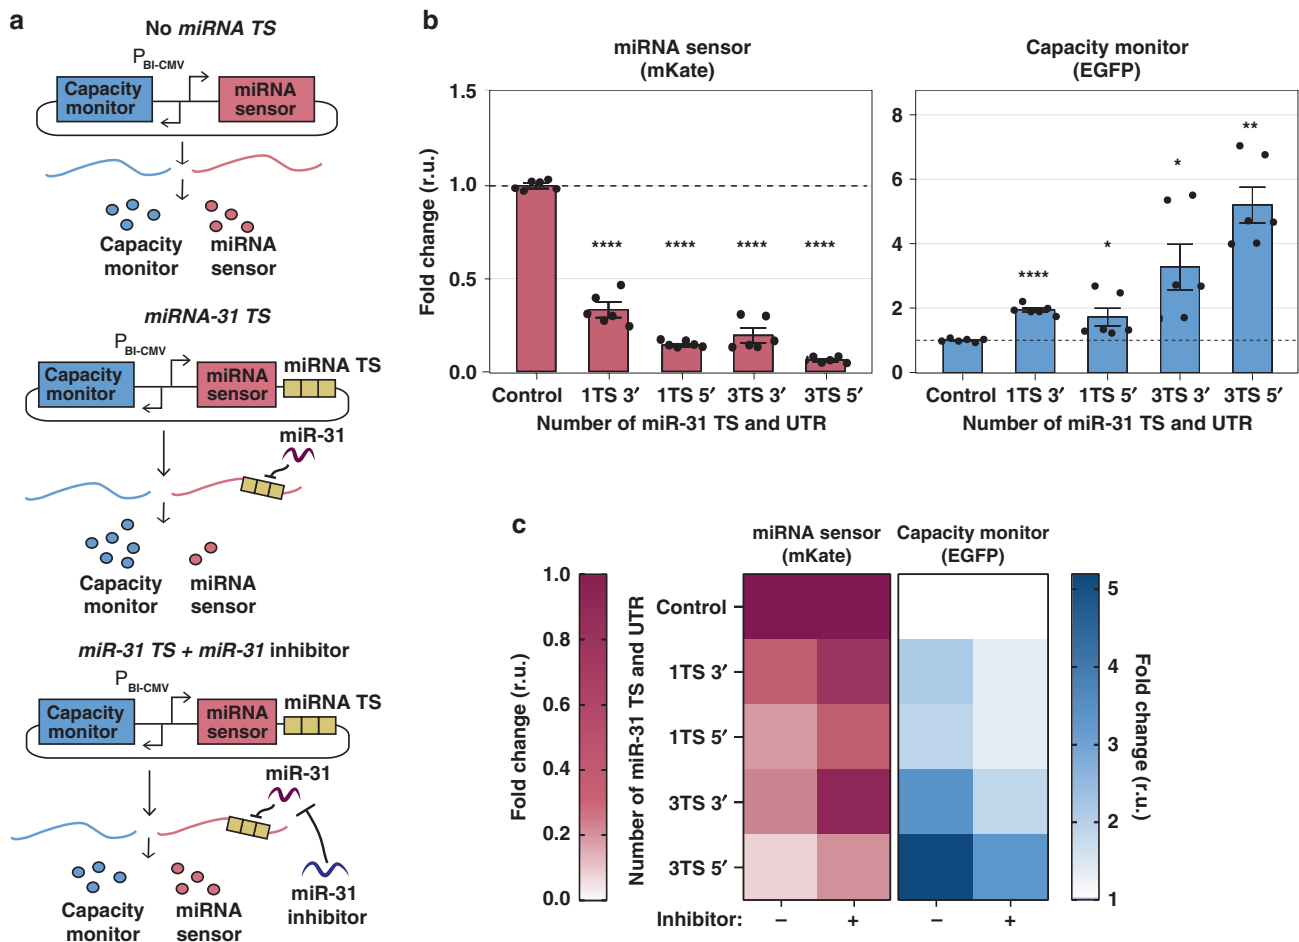 a
No miRNA TS
PBI-CMV
Capacity
monitor
miRNA
sensor
Capacity
monitor
miRNA
sensor
miRNA-31 TS
PBI-CMV
miRNA TS
Capacity
monitor
miRNA
sensor
miR-31
Capacity
monitor
miRNA
sensor
miR-31 TS + miR-31 inhibitor
PBI-CMV
miRNA TS
Capacity
monitor
miRNA
sensor
miR-31
Capacity
monitor
miRNA
sensor
miR-31
inhibitor
b
miRNA sensor
(mKate)
Fold change (r.u.)
1.5
1.0
0.5
0.0
****
****
****
****
Control
1TS 3′
1TS 5′
3TS 3′
3TS 5′
Number of miR-31 TS and UTR
Capacity monitor
(EGFP)
8
6
4
2
0
****
*
*
**
Control
1TS 3′
1TS 5′
3TS 3′
3TS 5′
Number of miR-31 TS and UTR
c
miRNA sensor
(mKate)
Capacity monitor
(EGFP)
Fold change (r.u.)
1.0
0.8
0.6
0.4
0.2
0.0
Number of miR-31 TS and UTR
Control
1TS 3′
1TS 5′
3TS 3′
3TS 5′
Inhibitor:
−
+
−
+
5
4
3
2
1
Fold change (r.u.)